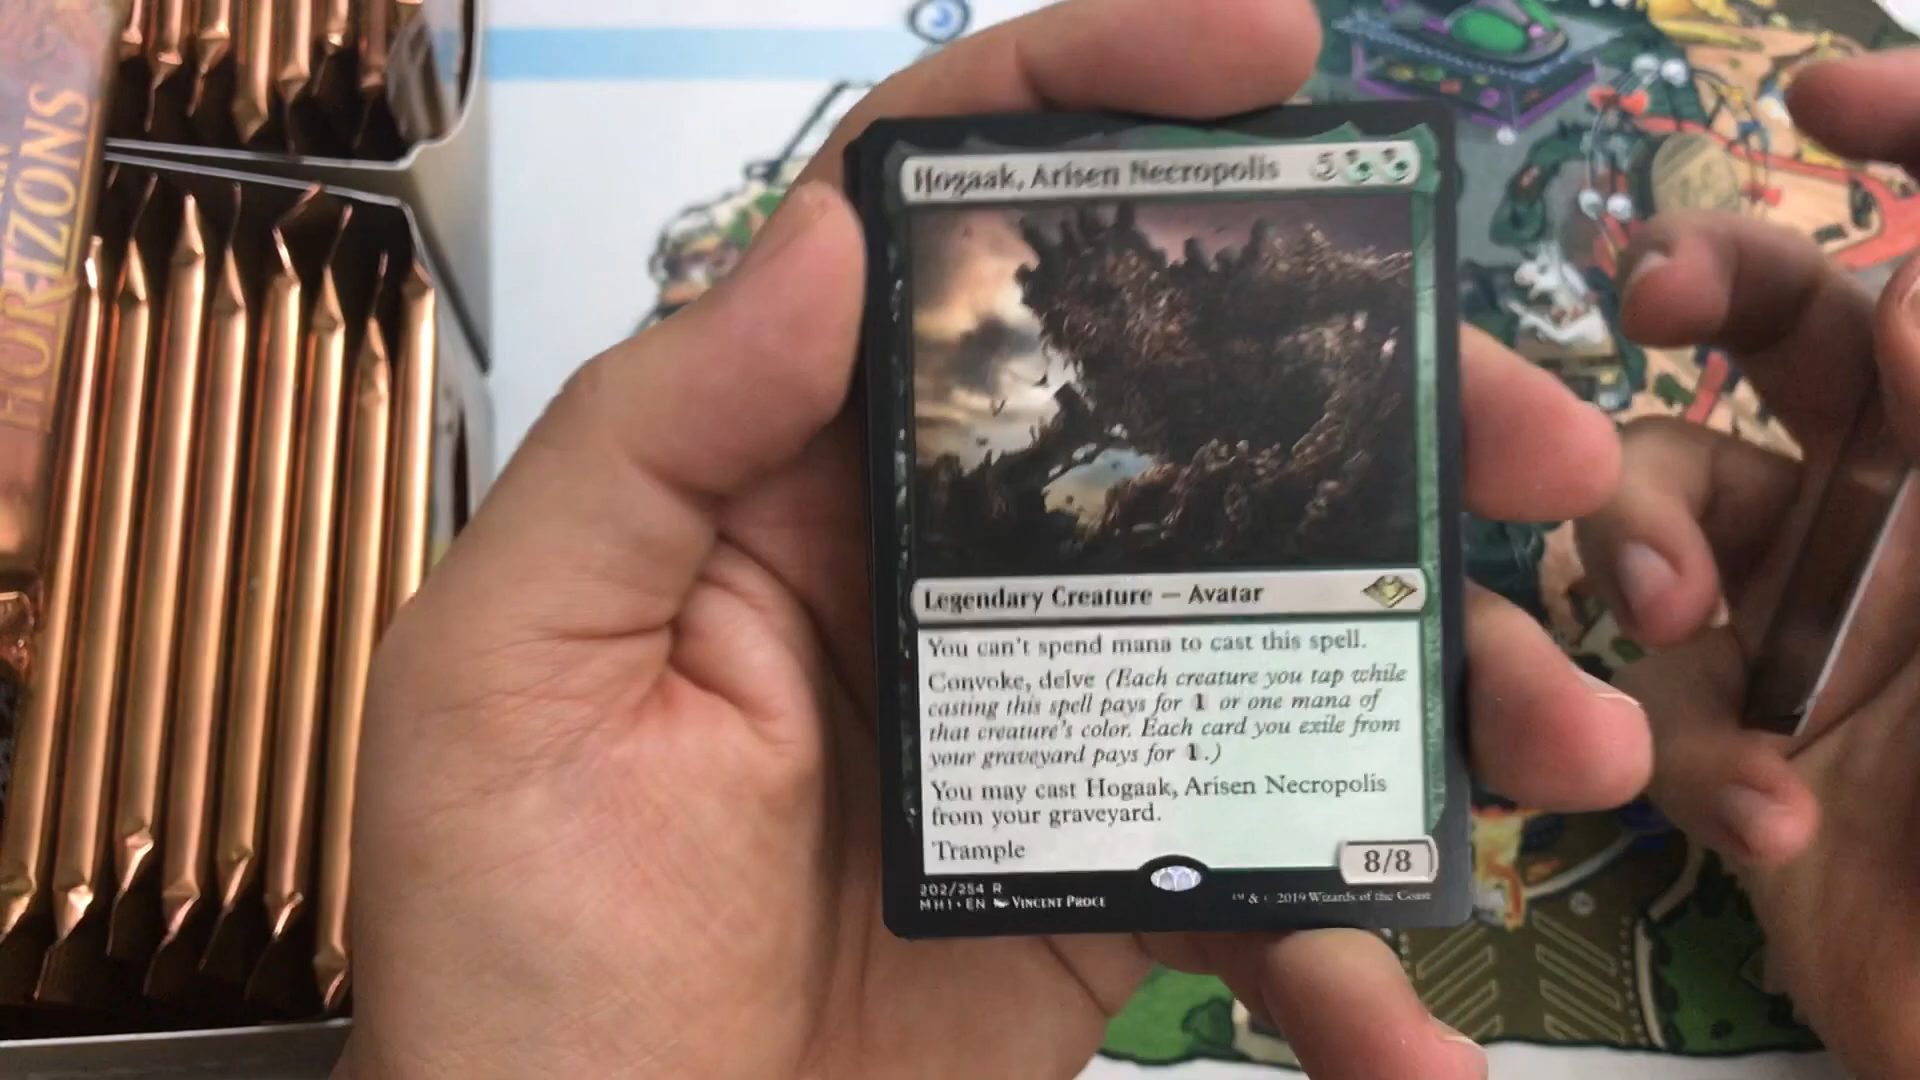 HORIZONS
Hogaak, Arisen Necropolis 5
Legendary Creature — Avatar
You can't spend mana to cast this spell.
Convoke, delve (Each creature you tap while
casting this spell pays for 1 or one mana of
that creature's color. Each card you exile from
your graveyard pays for 1.)
You may cast Hogaak, Arisen Necropolis
from your graveyard.
Trample
8/8
202/254 R
MH1 • EN VINCENT PROCE
™ & © 2019 Wizards of the Coast